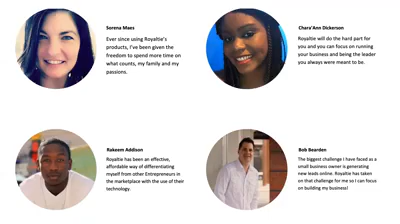 Serena Maes
Ever since using Royaltie's
products, I've been given the
freedom to spend more time on
what counts, my family and my
passions.
Chara'Ann Dickerson
Royaltie will do the hard part for
you and you can focus on running
your business and being the leader
you always were meant to be.
Rakeem Addison
Royaltie has been an effective,
affordable way of differentiating
myself from other Entrepreneurs in
the marketplace with the use of their
technology.
Bob Bearden
The biggest challenge I have faced as a
small business owner is generating
new leads online. Royaltie has taken
on that challenge for me so I can focus
on building my business!